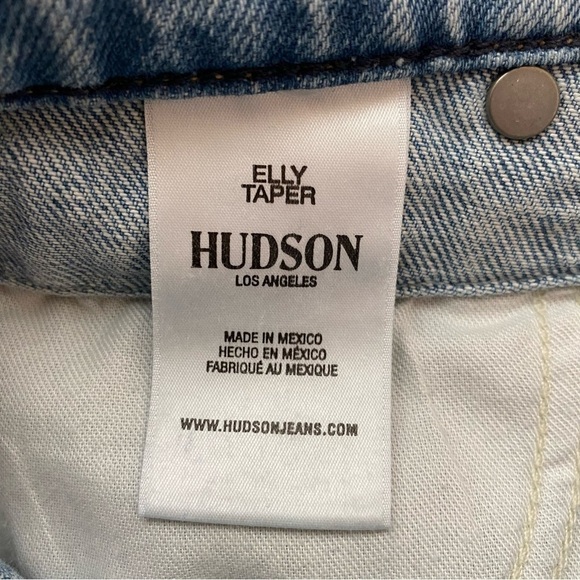 ELLY
TAPER
HUDSON
LOS ANGELES
MADE IN MEXICO
HECHO EN MÉXICO
FABRIQUÉ AU MEXIQUE
WWW.HUDSONJEANS.COM